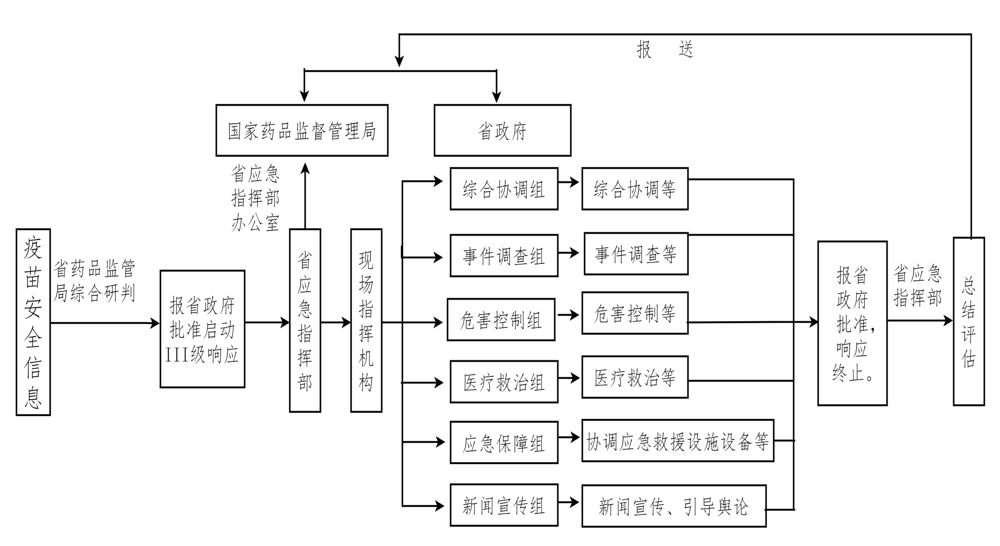 报 送
国家药品监督管理局
省政府
省应急
指挥部
办公室
疫苗安全信息
省药品监管
局综合研判
报省政府
批准启动
III级响应
省应急指挥部
现场指挥机构
综合协调组
综合协调等
事件调查组
事件调查等
危害控制组
危害控制等
医疗救治组
医疗救治等
应急保障组
协调应急救援设施设备等
新闻宣传组
新闻宣传、引导舆论
报省
政府
批准，
响应
终止。
省应急
指挥部
总结评估